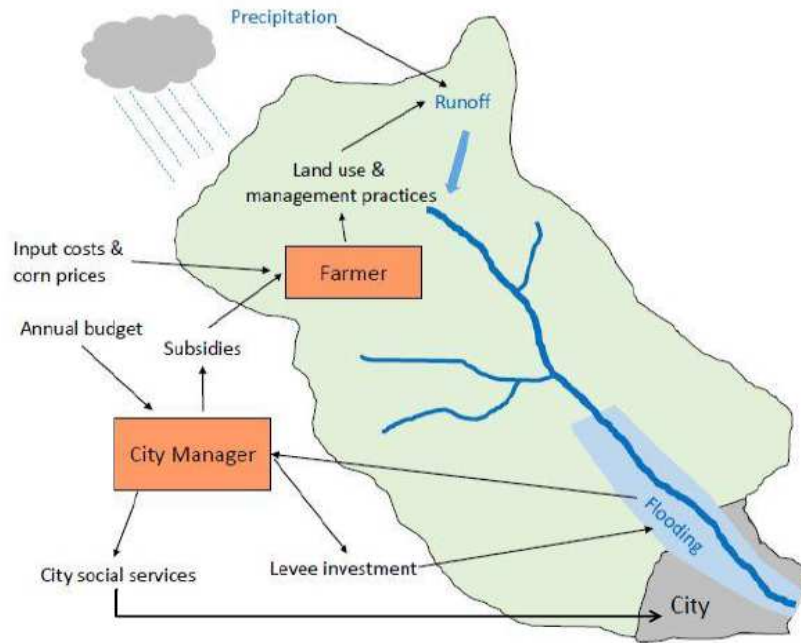 Precipitation
Runoff
Land use &
management practices
Input costs &
corn prices
Farmer
Annual budget
Subsidies
City Manager
Flooding
City social services
Levee investment
City